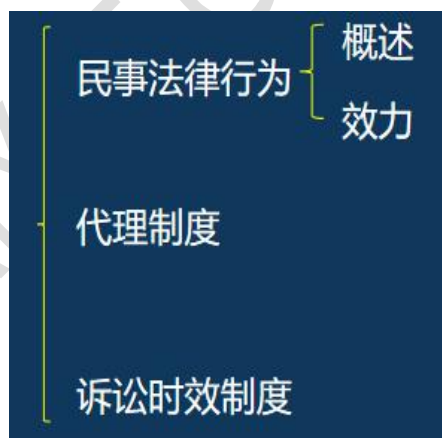 概述
民事法律行为
效力
代理制度
诉讼时效制度